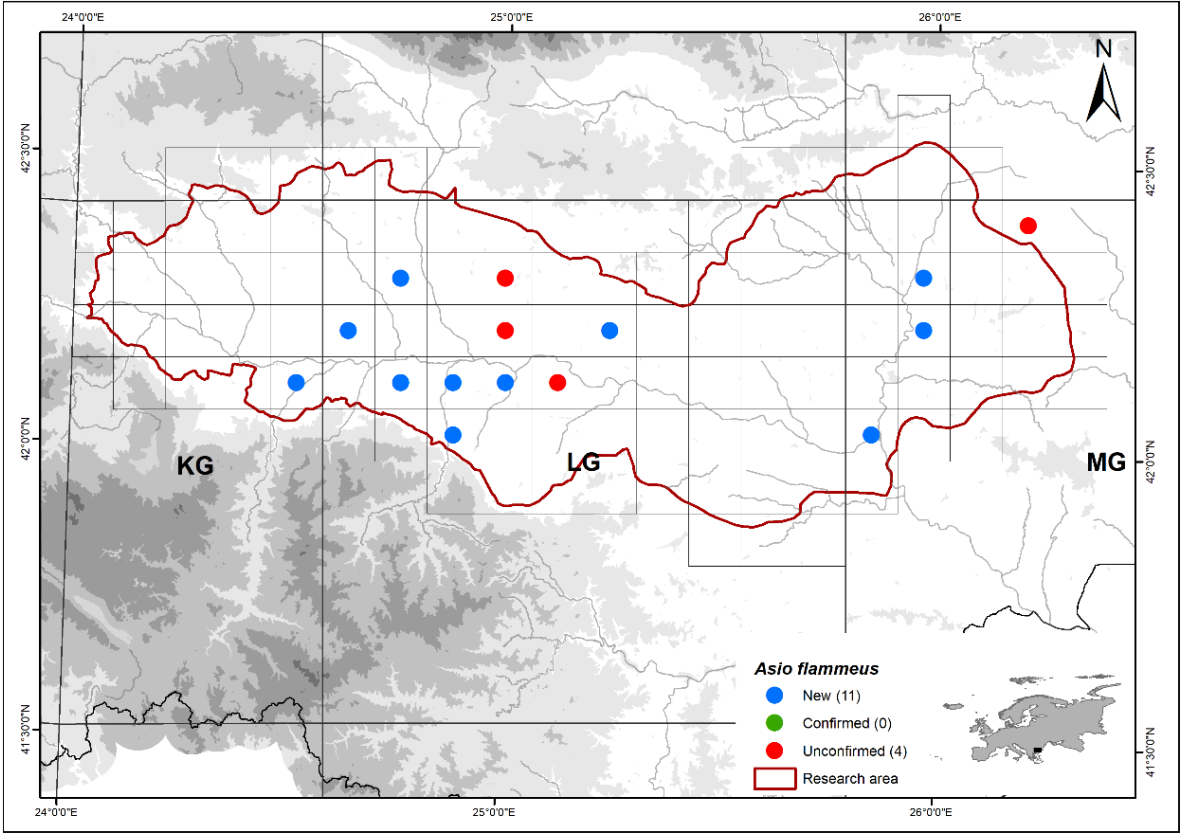 24°0'0"E 25°0'0"E 26°0'0"E
N
42°30'0"N 42°30'0"N
42°0'0"N 42°0'0"N
KG LG MG
Asio flammeus
New (11)
Confirmed (0)
Unconfirmed (4)
Research area
41°30'0"N 41°30'0"N
24°0'0"E 25°0'0"E 26°0'0"E